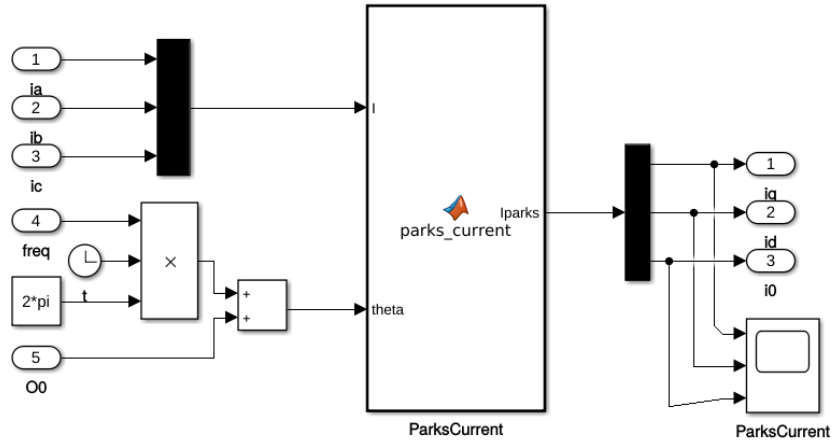 1
ia
2
ib
3
ic
4
freq
t
2*pi
5
O0
×
+
+
I
theta
Iparks
parks_current
ParksCurrent
1
iq
2
id
3
i0
ParksCurrent